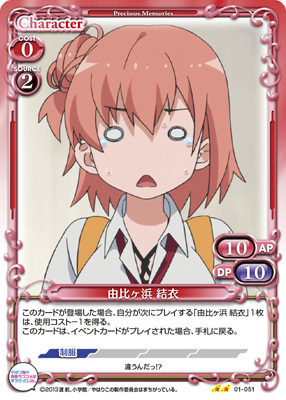 Precious Memories
Character
COST
0
SOURCE
2
10 AP
DP 10
由比ヶ浜 結衣
このカードが登場した場合、自分が次にプレイする「由比ヶ浜 結衣」1枚
は、使用コスト−1を得る。
このカードは、イベントカードがプレイされた場合、手札に戻る。
制服
違うんだっ!?
©2013 渡 航、小学館/やはりこの製作委員会はまちがっている。
01-051